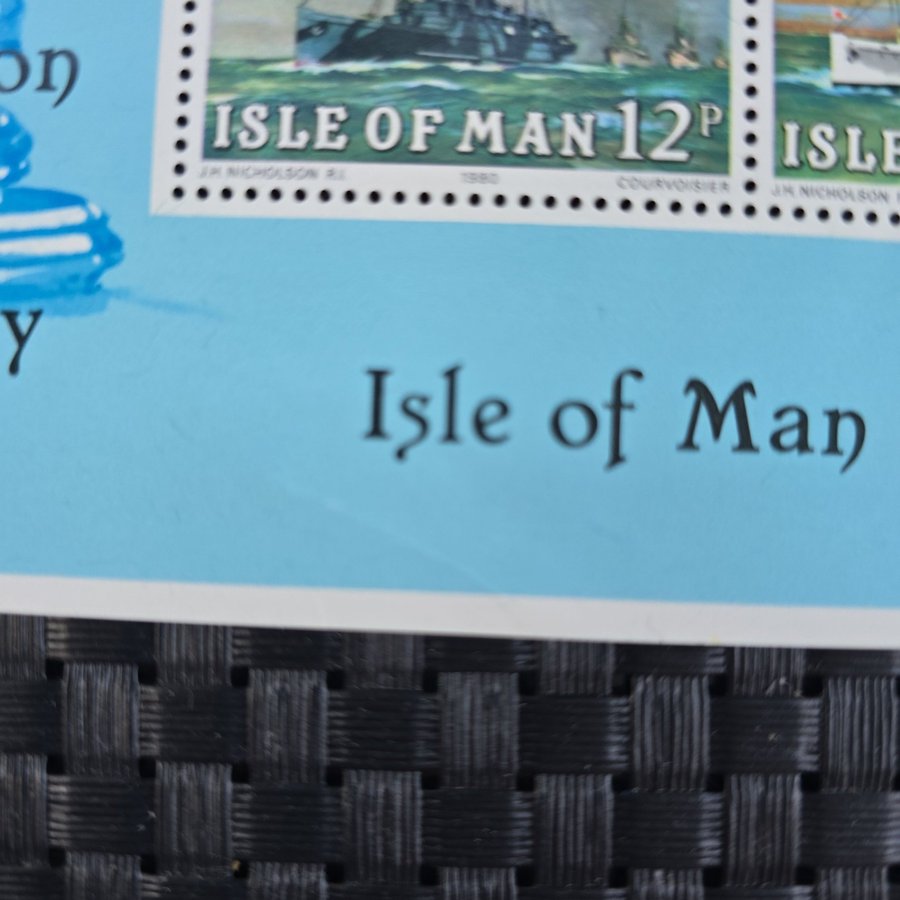 on
ISLE OF MAN 12P
ISLE
J.H. NICHOLSON R.I. 1980 COURVOISIER
J.H. NICHOLSON
y
Isle of Man